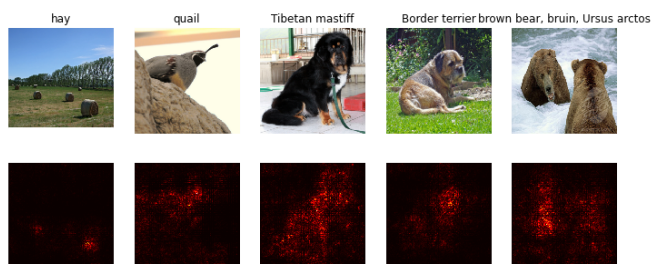 hay
quail
Tibetan mastiff
Border terrier
brown bear, bruin, Ursus arctos